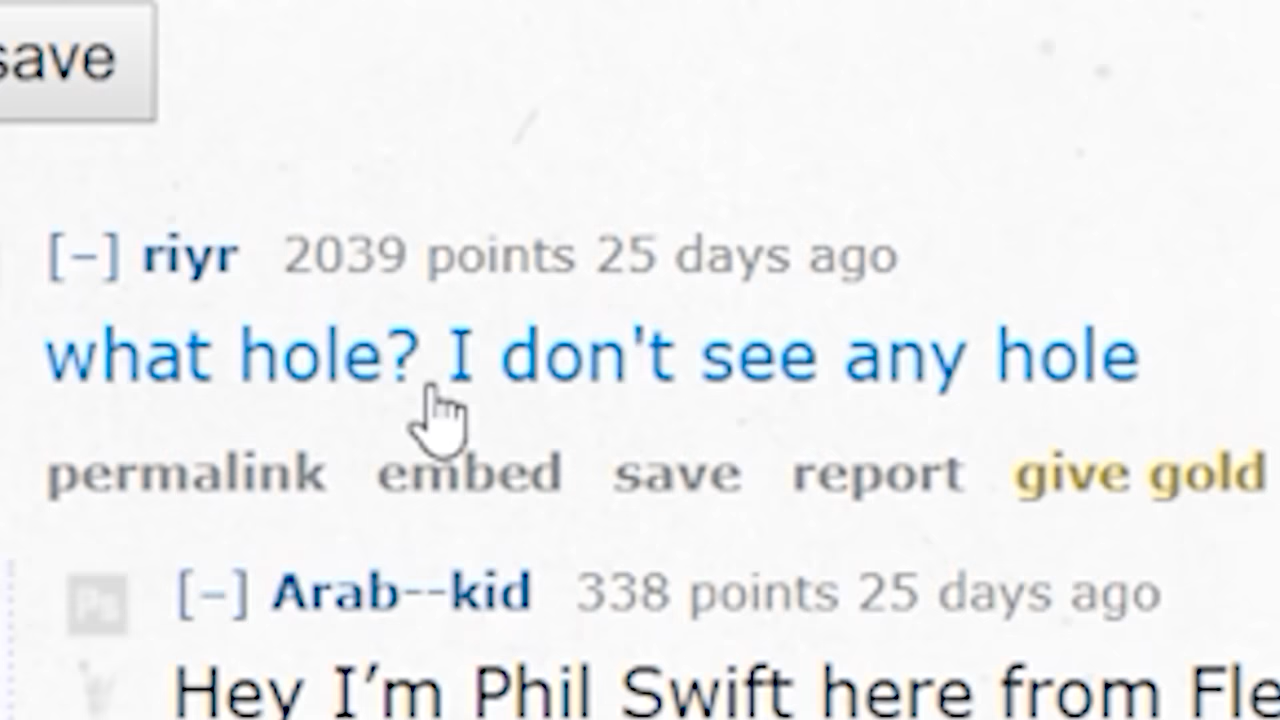 save
[–] riyr 2039 points 25 days ago
what hole? I don't see any hole
permalink embed save report give gold
Ps
[–] Arab--kid 338 points 25 days ago
Hey I’m Phil Swift here from Fle